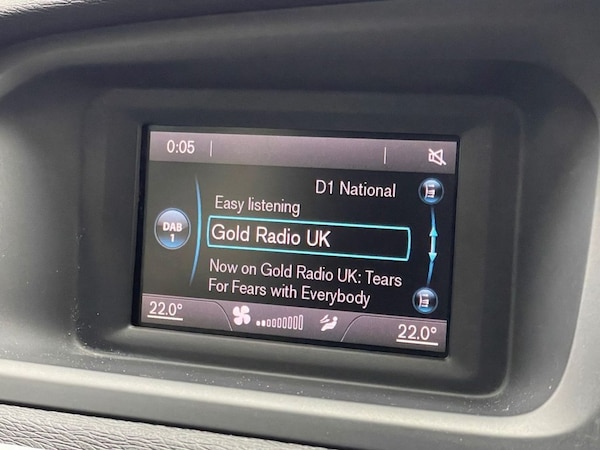 0:05
D1 National
Easy listening
DAB
1
Gold Radio UK
Now on Gold Radio UK: Tears
For Fears with Everybody
22.0°
22.0°